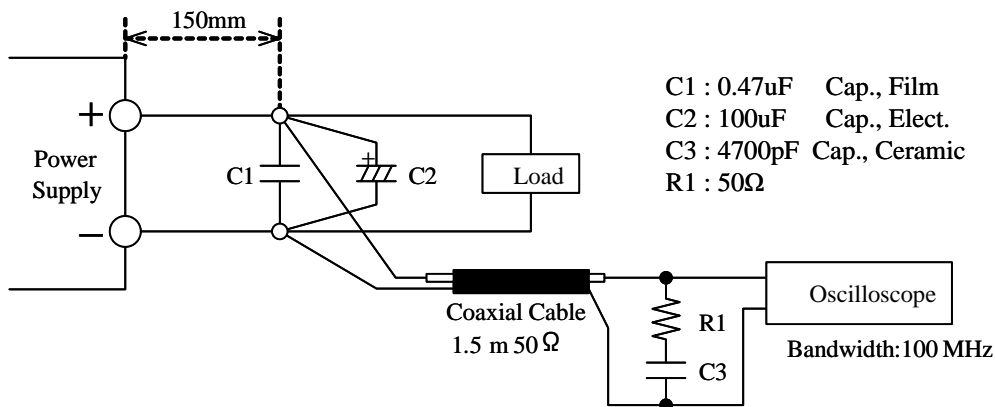 150mm
C1 : 0.47uF Cap., Film
C2 : 100uF Cap., Elect.
C3 : 4700pF Cap., Ceramic
R1 : 50Ω
+
Power
Supply
−
C1
+
C2
Load
Coaxial Cable
1.5 m 50 Ω
R1
C3
Oscilloscope
Bandwidth:100 MHz